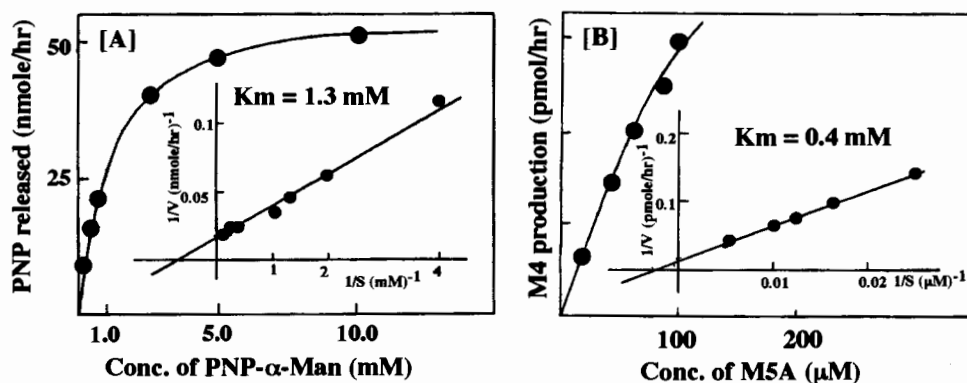 [A]
PNP released (nmole/hr)
50
25
1.0
5.0
10.0
Conc. of PNP-α-Man (mM)
Km = 1.3 mM
1/V (nmole/hr)⁻¹
0.1
0.05
1
2
4
1/S (mM)⁻¹
[B]
M4 production (pmol/hr)
100
200
Conc. of M5A (μM)
Km = 0.4 mM
1/V (pmole/hr)⁻¹
0.2
0.1
0.01
0.02
1/S (μM)⁻¹